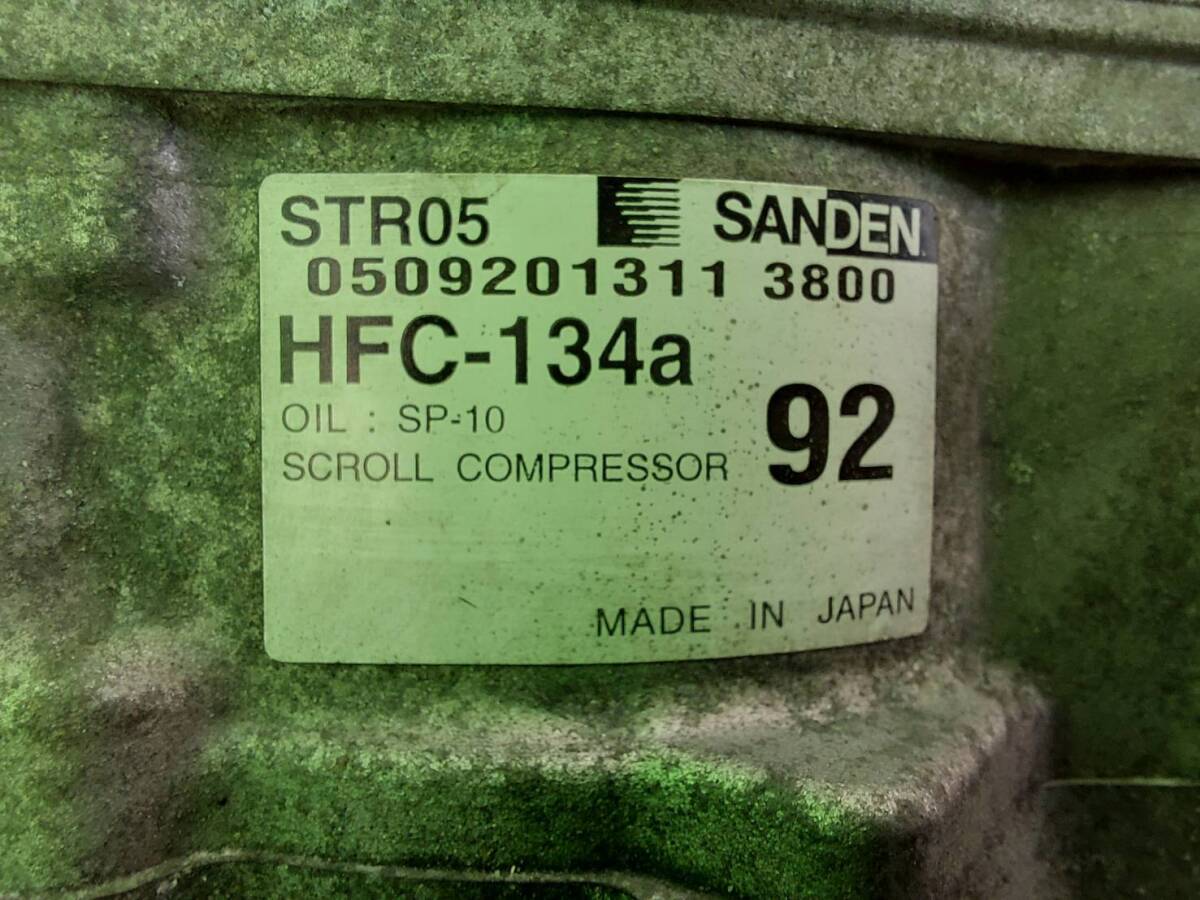 STR05 SANDEN
0509201311 3800
HFC-134a
OIL : SP-10
92
SCROLL COMPRESSOR
MADE IN JAPAN